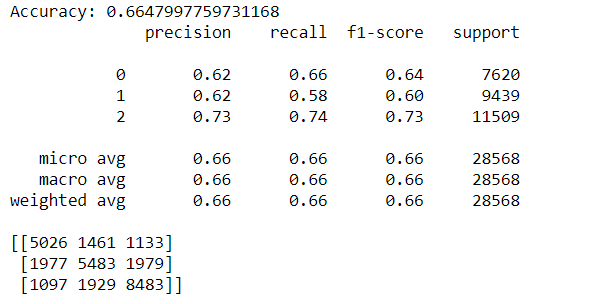 Accuracy: 0.6647997759731168
precision recall f1-score support
0 0.62 0.66 0.64 7620
1 0.62 0.58 0.60 9439
2 0.73 0.74 0.73 11509
micro avg 0.66 0.66 0.66 28568
macro avg 0.66 0.66 0.66 28568
weighted avg 0.66 0.66 0.66 28568
[[5026 1461 1133]
[1977 5483 1979]
[1097 1929 8483]]